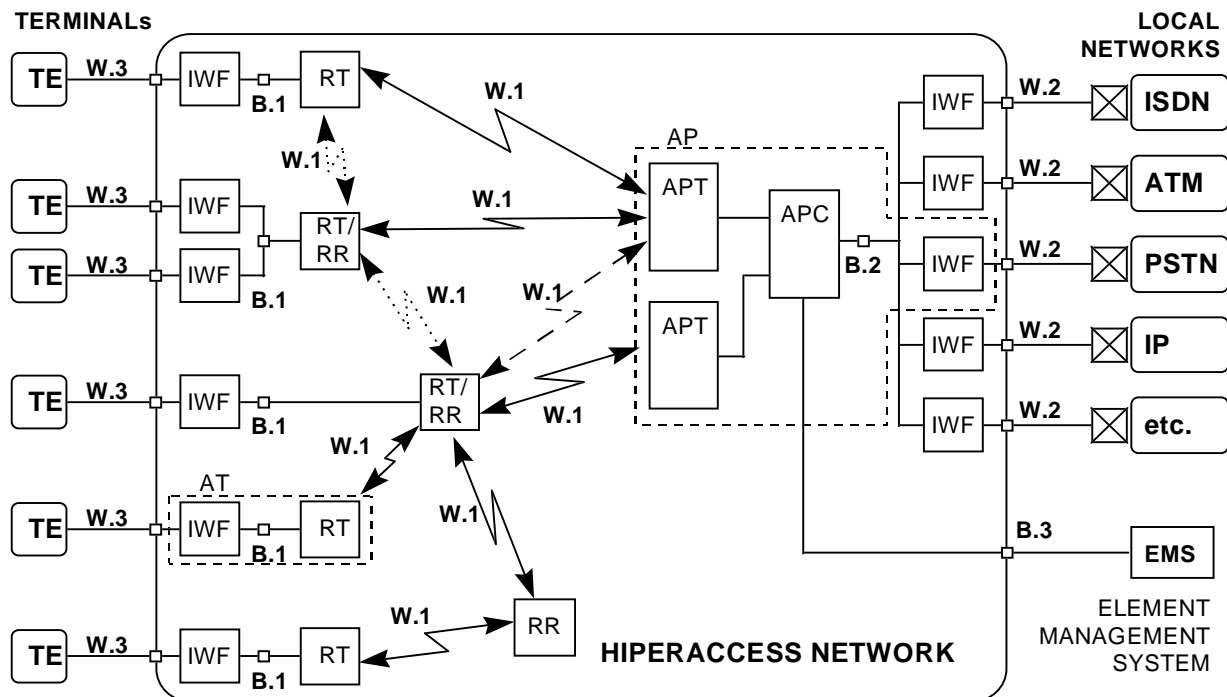 TERMINALs
LOCAL
NETWORKS
TE
W.3
IWF
B.1
RT
W.1
W.1
IWF
W.2
ISDN
AP
W.1
TE
W.3
IWF
APT
IWF
W.2
ATM
W.1
RT/
RR
APC
TE
W.3
IWF
B.1
B.2
IWF
W.2
PSTN
W.1
W.1
APT
IWF
W.2
IP
TE
W.3
IWF
B.1
RT/
RR
W.1
IWF
W.2
etc.
W.1
AT
TE
W.3
IWF
B.1
RT
W.1
B.3
EMS
TE
W.3
IWF
B.1
RT
W.1
RR
HIPERACCESS NETWORK
ELEMENT
MANAGEMENT
SYSTEM